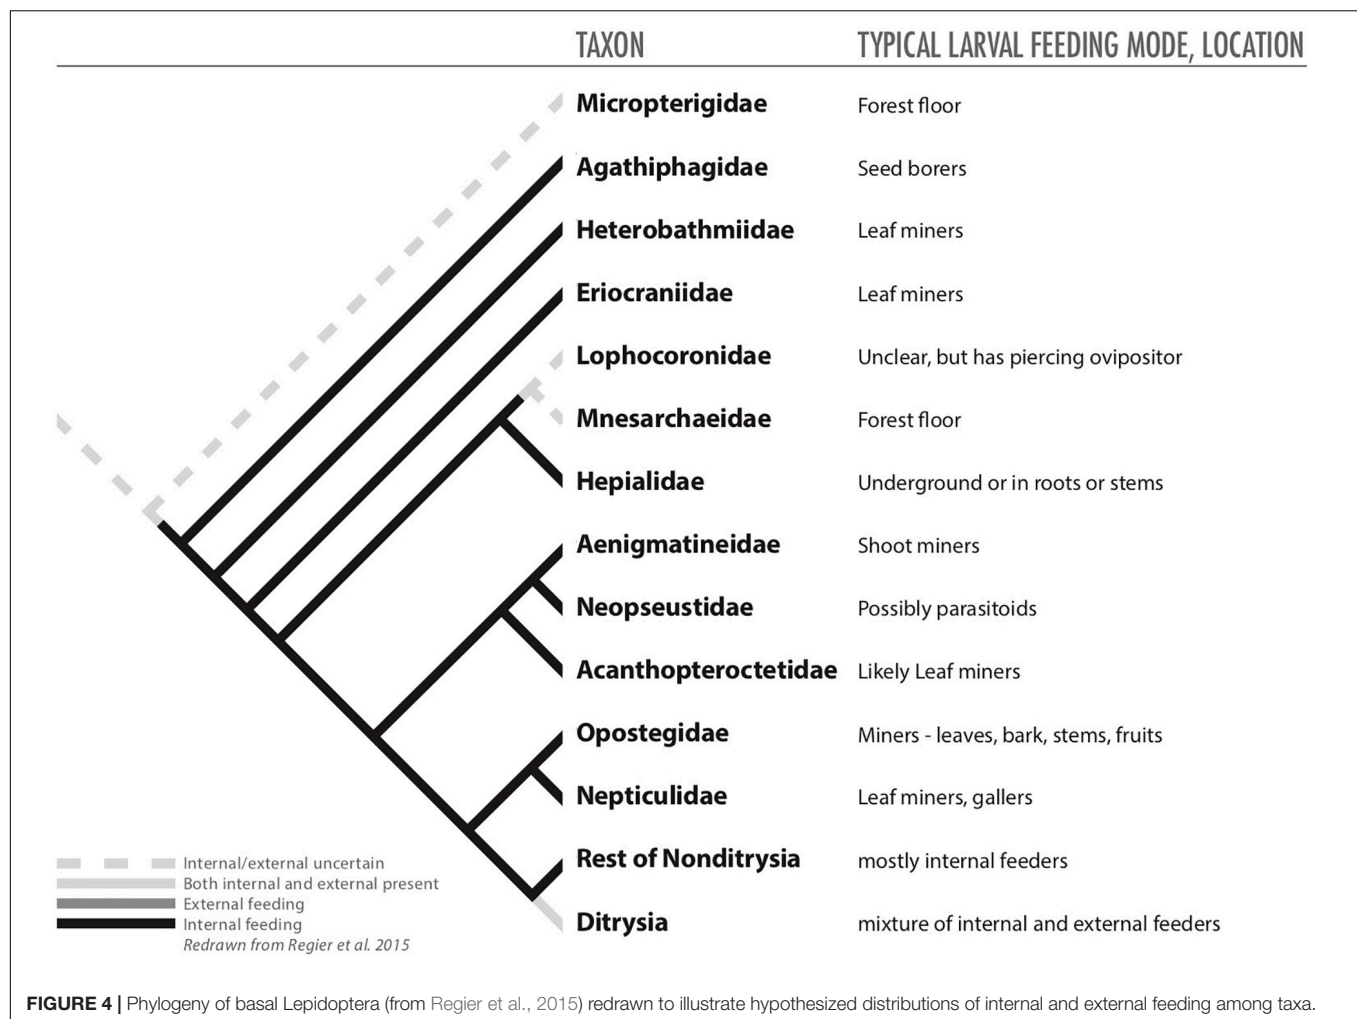 TAXON TYPICAL LARVAL FEEDING MODE, LOCATION
Micropterigidae Forest floor
Agathiphagidae Seed borers
Heterobathmiidae Leaf miners
Eriocraniidae Leaf miners
Lophocoronidae Unclear, but has piercing ovipositor
Mnesarchaeidae Forest floor
Hepialidae Underground or in roots or stems
Aenigmatineidae Shoot miners
Neopseustidae Possibly parasitoids
Acanthopteroctetidae Likely Leaf miners
Opostegidae Miners - leaves, bark, stems, fruits
Nepticulidae Leaf miners, gallers
Rest of Nonditrysia mostly internal feeders
Ditrysia mixture of internal and external feeders
Internal/external uncertain
Both internal and external present
External feeding
Internal feeding
Redrawn from Regier et al. 2015
FIGURE 4 | Phylogeny of basal Lepidoptera (from Regier et al., 2015) redrawn to illustrate hypothesized distributions of internal and external feeding among taxa.